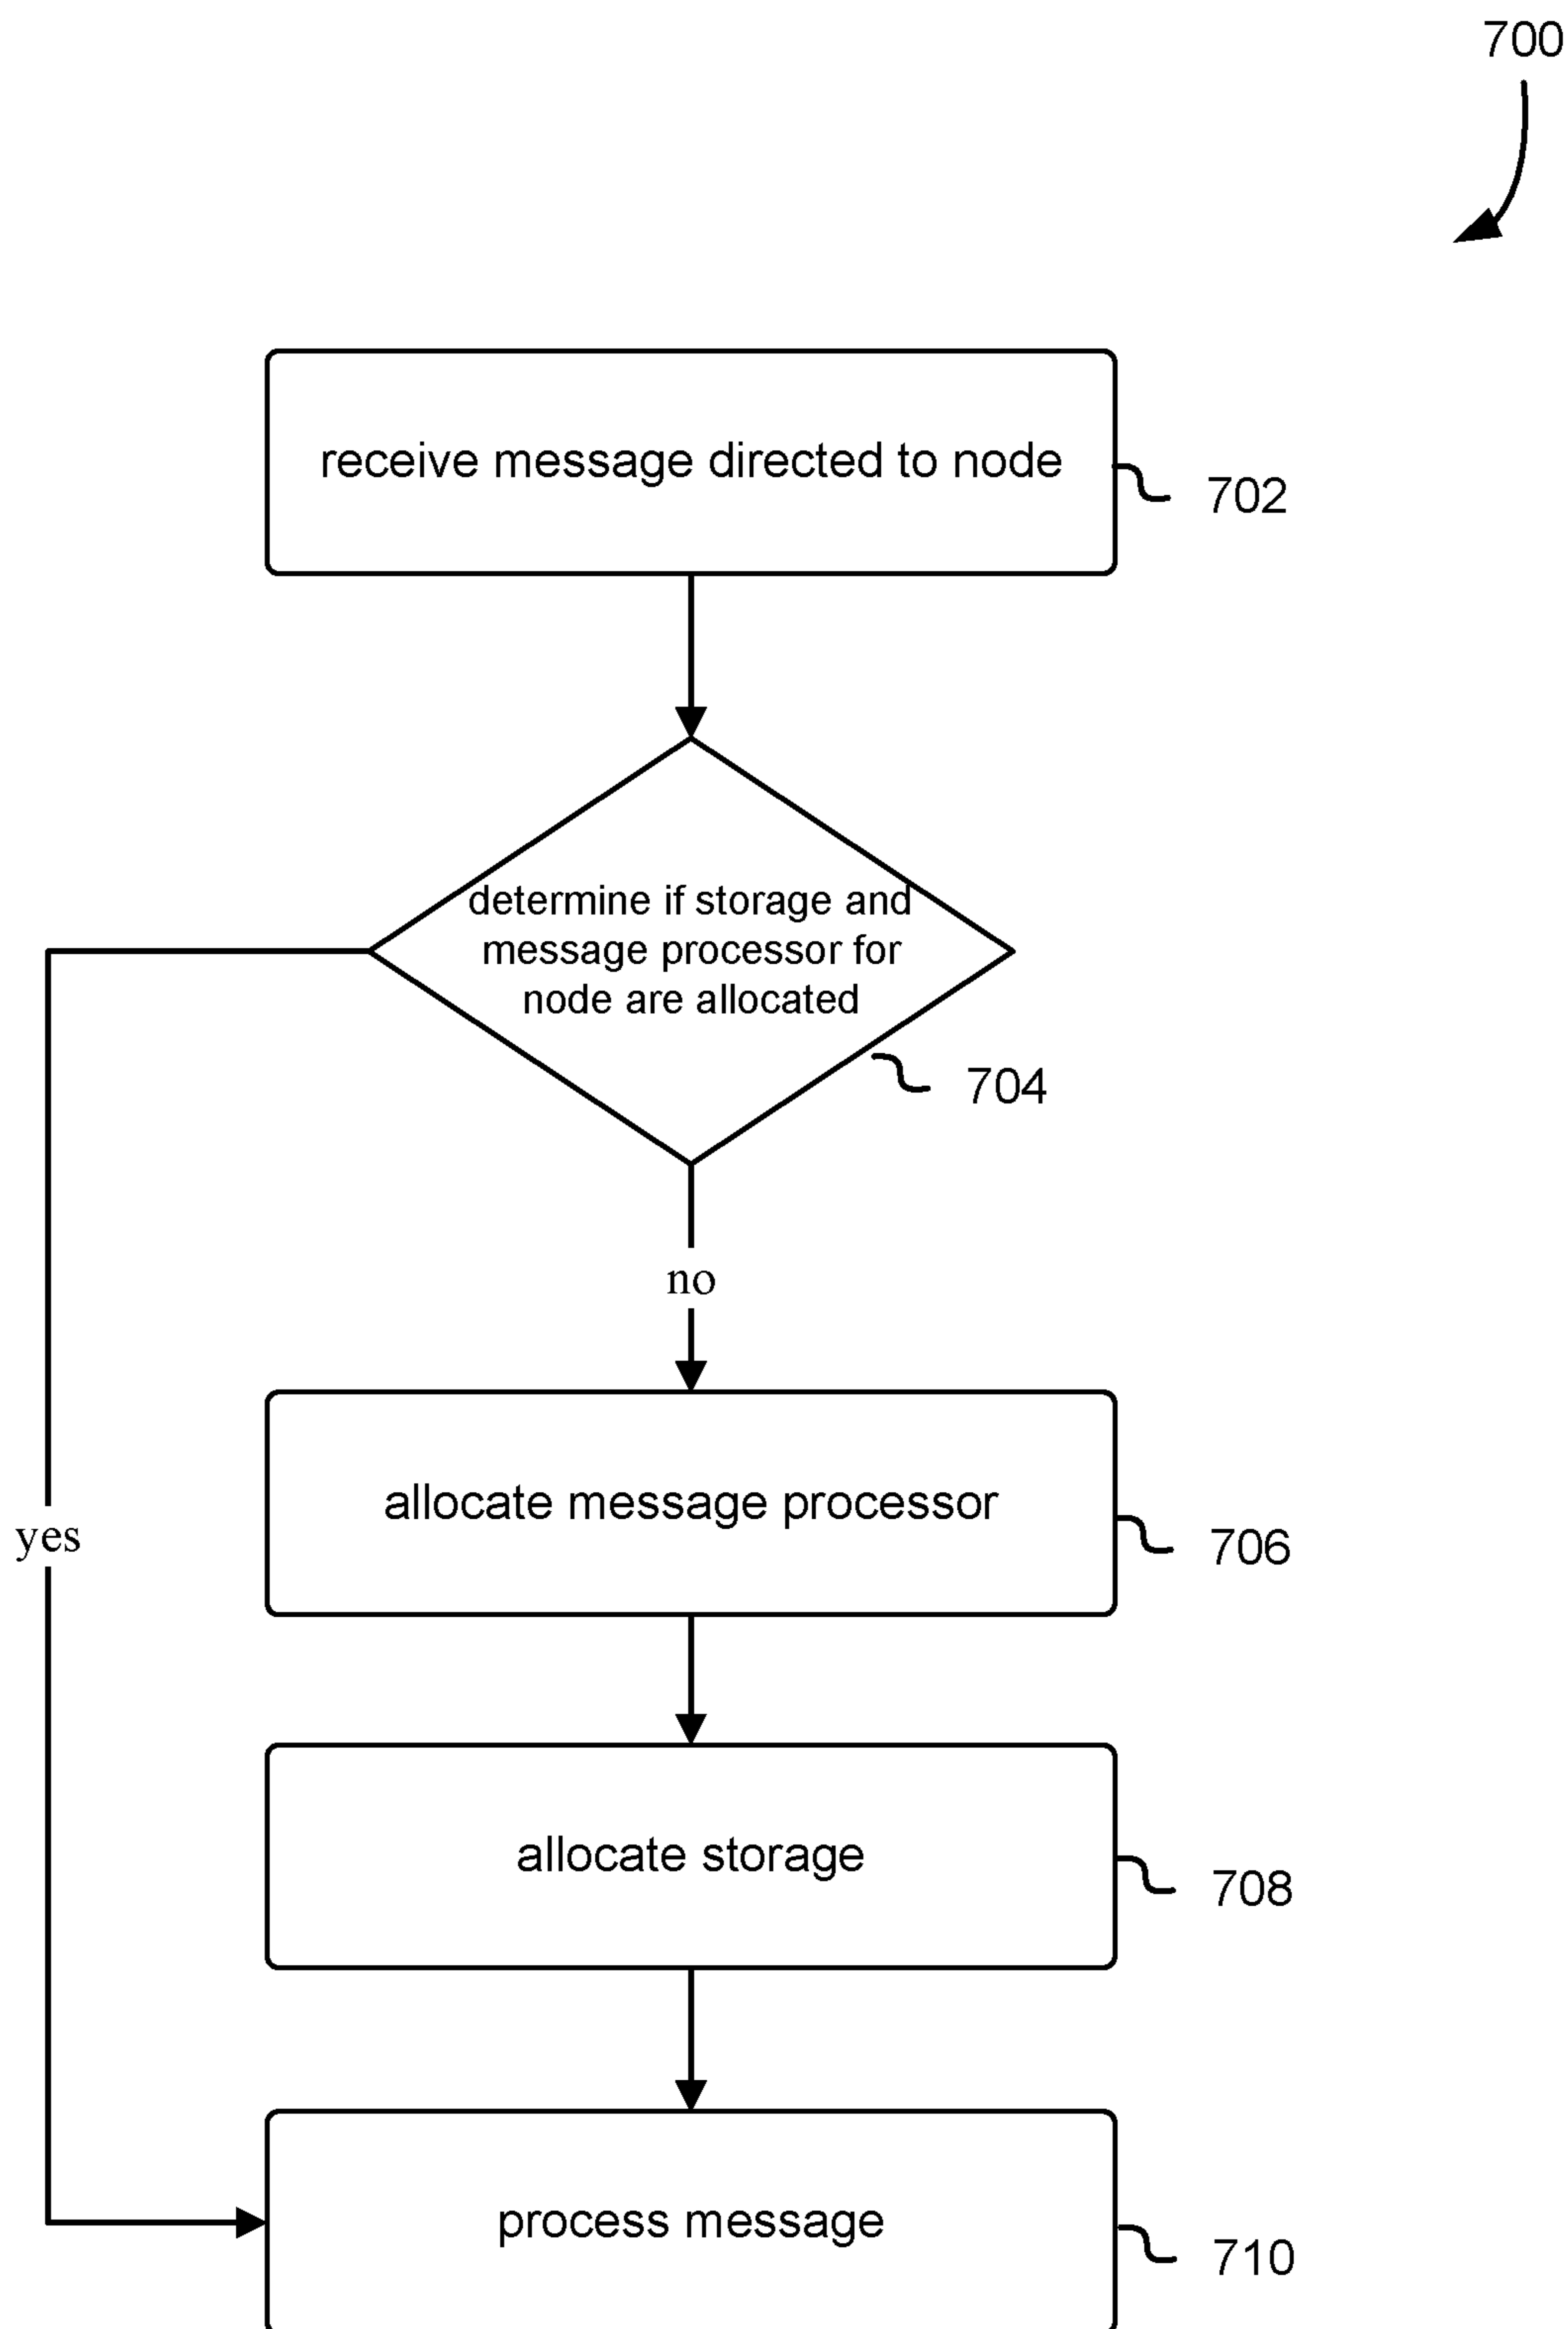 700
receive message directed to node
702
determine if storage and
message processor for
node are allocated
704
no
allocate message processor
706
yes
allocate storage
708
process message
710